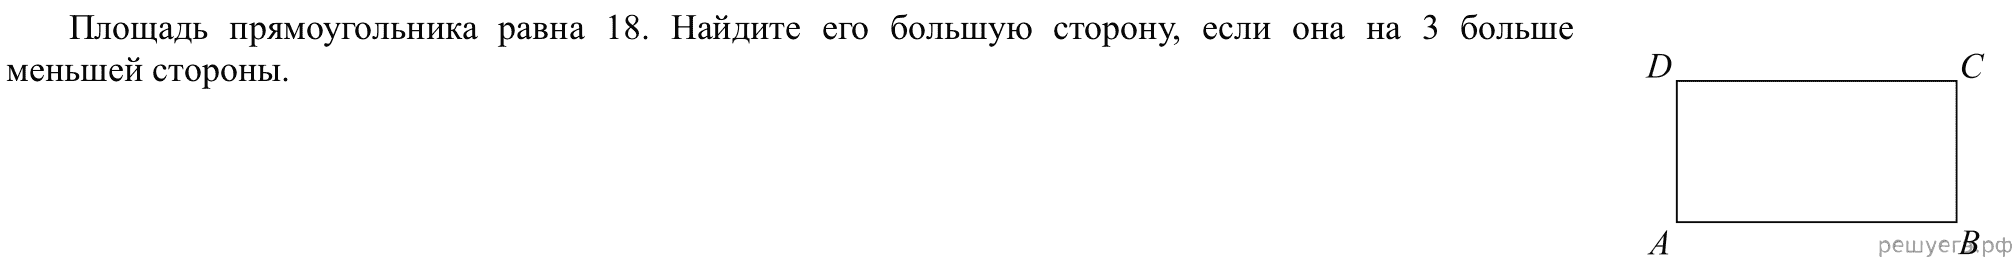 Площадь прямоугольника равна 18. Найдите его большую сторону, если она на 3 больше
меньшей стороны.
D
C
A
B
решуегэ.рф